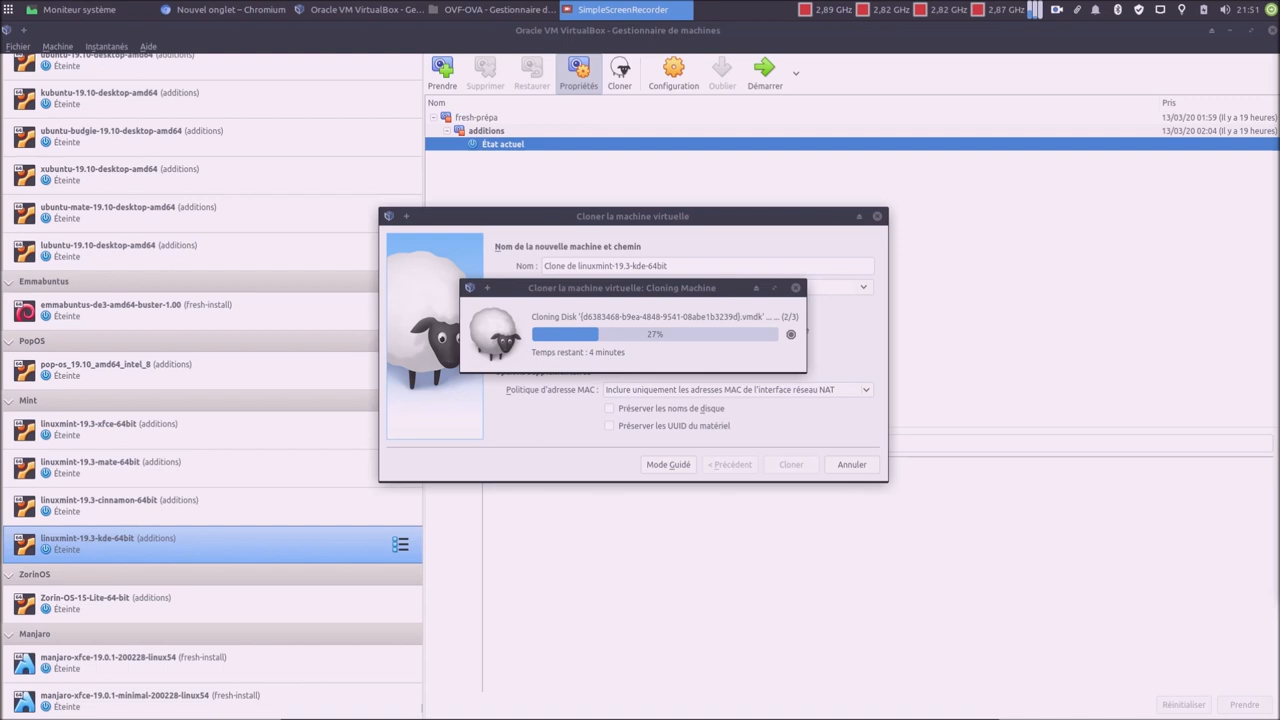 Moniteur système
Nouvel onglet – Chromium
Oracle VM VirtualBox - Ge...
OVF-OVA - Gestionnaire d...
SimpleScreenRecorder
2,89 GHz
2,82 GHz
2,82 GHz
2,87 GHz
21:51
Oracle VM VirtualBox - Gestionnaire de machines
Fichier Machine Instantanés Aide
ubuntu-19.10-desktop-amd64 (additions)
Éteinte
kubuntu-19.10-desktop-amd64 (additions)
Éteinte
ubuntu-budgie-19.10-desktop-amd64 (additions)
Éteinte
xubuntu-19.10-desktop-amd64 (additions)
Éteinte
ubuntu-mate-19.10-desktop-amd64 (additions)
Éteinte
lubuntu-19.10-desktop-amd64 (additions)
Éteinte
Emmabuntus
emmabuntus-de3-amd64-buster-1.00 (fresh-install)
Éteinte
PopOS
pop-os_19.10_amd64_intel_8 (additions)
Éteinte
Mint
linuxmint-19.3-xfce-64bit (additions)
Éteinte
linuxmint-19.3-mate-64bit (additions)
Éteinte
linuxmint-19.3-cinnamon-64bit (additions)
Éteinte
linuxmint-19.3-kde-64bit (additions)
Éteinte
ZorinOS
Zorin-OS-15-Lite-64-bit (additions)
Éteinte
Manjaro
manjaro-xfce-19.0.1-200228-linux54 (fresh-install)
Éteinte
manjaro-xfce-19.0.1-minimal-200228-linux54 (fresh-install)
Éteinte
Prendre Supprimer Restaurer Propriétés Cloner Configuration Oublier Démarrer
Nom Pris
fresh-prépa 13/03/20 01:59 (Il y a 19 heures)
additions 13/03/20 02:04 (Il y a 19 heures)
État actuel
Cloner la machine virtuelle
Nom de la nouvelle machine et chemin
Nom : Clone de linuxmint-19.3-kde-64bit
Cloner la machine virtuelle: Cloning Machine
Cloning Disk '{d6383468-b9ea-4848-9541-08abe1b3239d}.vmdk' ... ... (2/3)
27%
Temps restant : 4 minutes
Politique d'adresse MAC : Inclure uniquement les adresses MAC de l'interface réseau NAT
Préserver les noms de disque
Préserver les UUID du matériel
Mode Guidé < Précédent Cloner Annuler
Réinitialiser Prendre